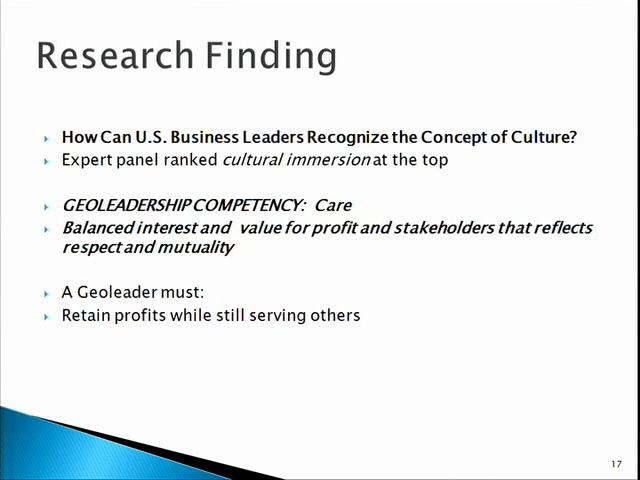 Research Finding
How Can U.S. Business Leaders Recognize the Concept of Culture?
Expert panel ranked cultural immersion at the top
GEOLEADERSHIP COMPETENCY: Care
Balanced interest and value for profit and stakeholders that reflects
respect and mutuality
A Geoleader must:
Retain profits while still serving others
17